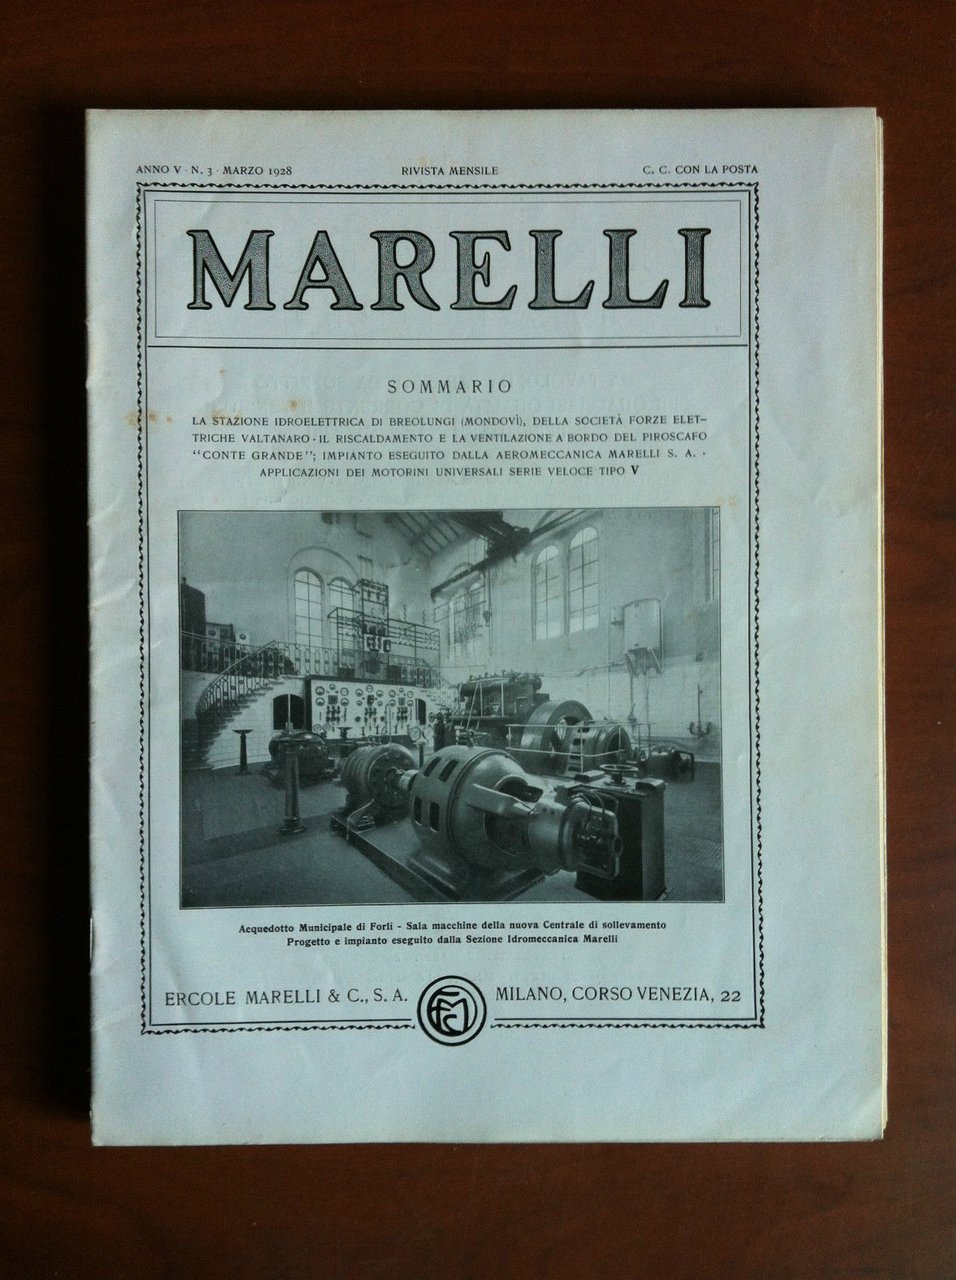 ANNO V · N. 3 · MARZO 1928 RIVISTA MENSILE C. C. CON LA POSTA
MARELLI
SOMMARIO
LA STAZIONE IDROELETTRICA DI BREOLUNGI (MONDOVÌ), DELLA SOCIETÀ FORZE ELET-
TRICHE VALTANARO · IL RISCALDAMENTO E LA VENTILAZIONE A BORDO DEL PIROSCAFO
"CONTE GRANDE"; IMPIANTO ESEGUITO DALLA AEROMECCANICA MARELLI S. A. ·
APPLICAZIONI DEI MOTORINI UNIVERSALI SERIE VELOCE TIPO V
Acquedotto Municipale di Forlì - Sala macchine della nuova Centrale di sollevamento
Progetto e impianto eseguito dalla Sezione Idromeccanica Marelli
ERCOLE MARELLI & C., S. A. MILANO, CORSO VENEZIA, 22